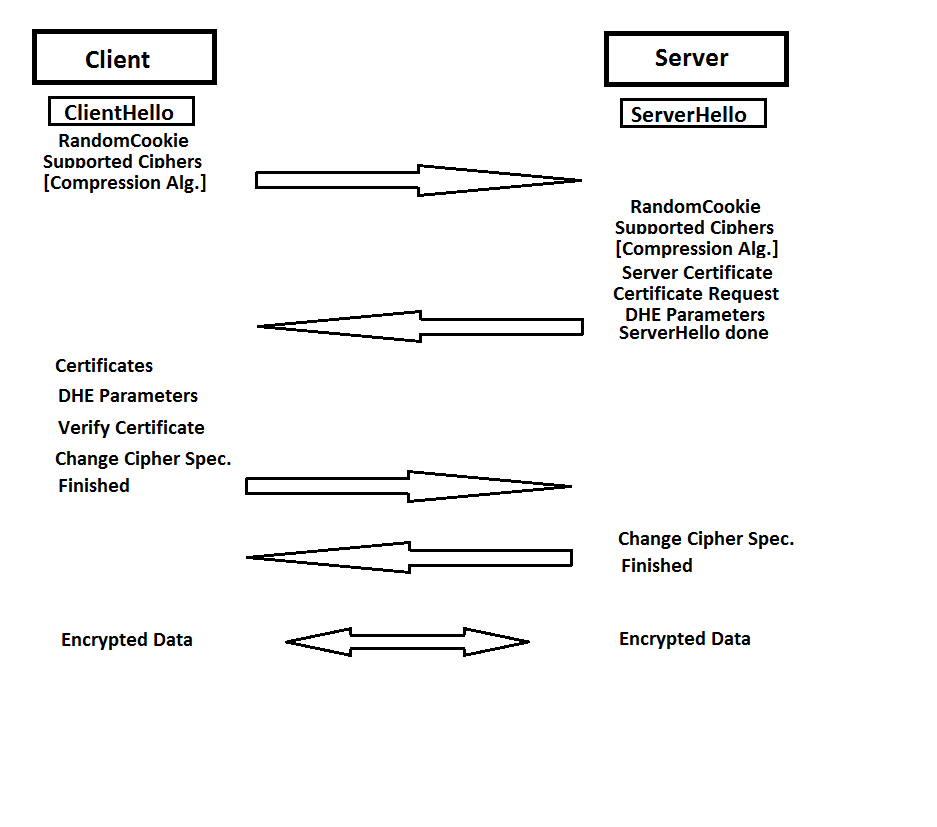 Client
Server
ClientHello
ServerHello
RandomCookie
Supported Ciphers
[Compression Alg.]
RandomCookie
Supported Ciphers
[Compression Alg.]
Server Certificate
Certificate Request
DHE Parameters
ServerHello done
Certificates
DHE Parameters
Verify Certificate
Change Cipher Spec.
Finished
Change Cipher Spec.
Finished
Encrypted Data
Encrypted Data